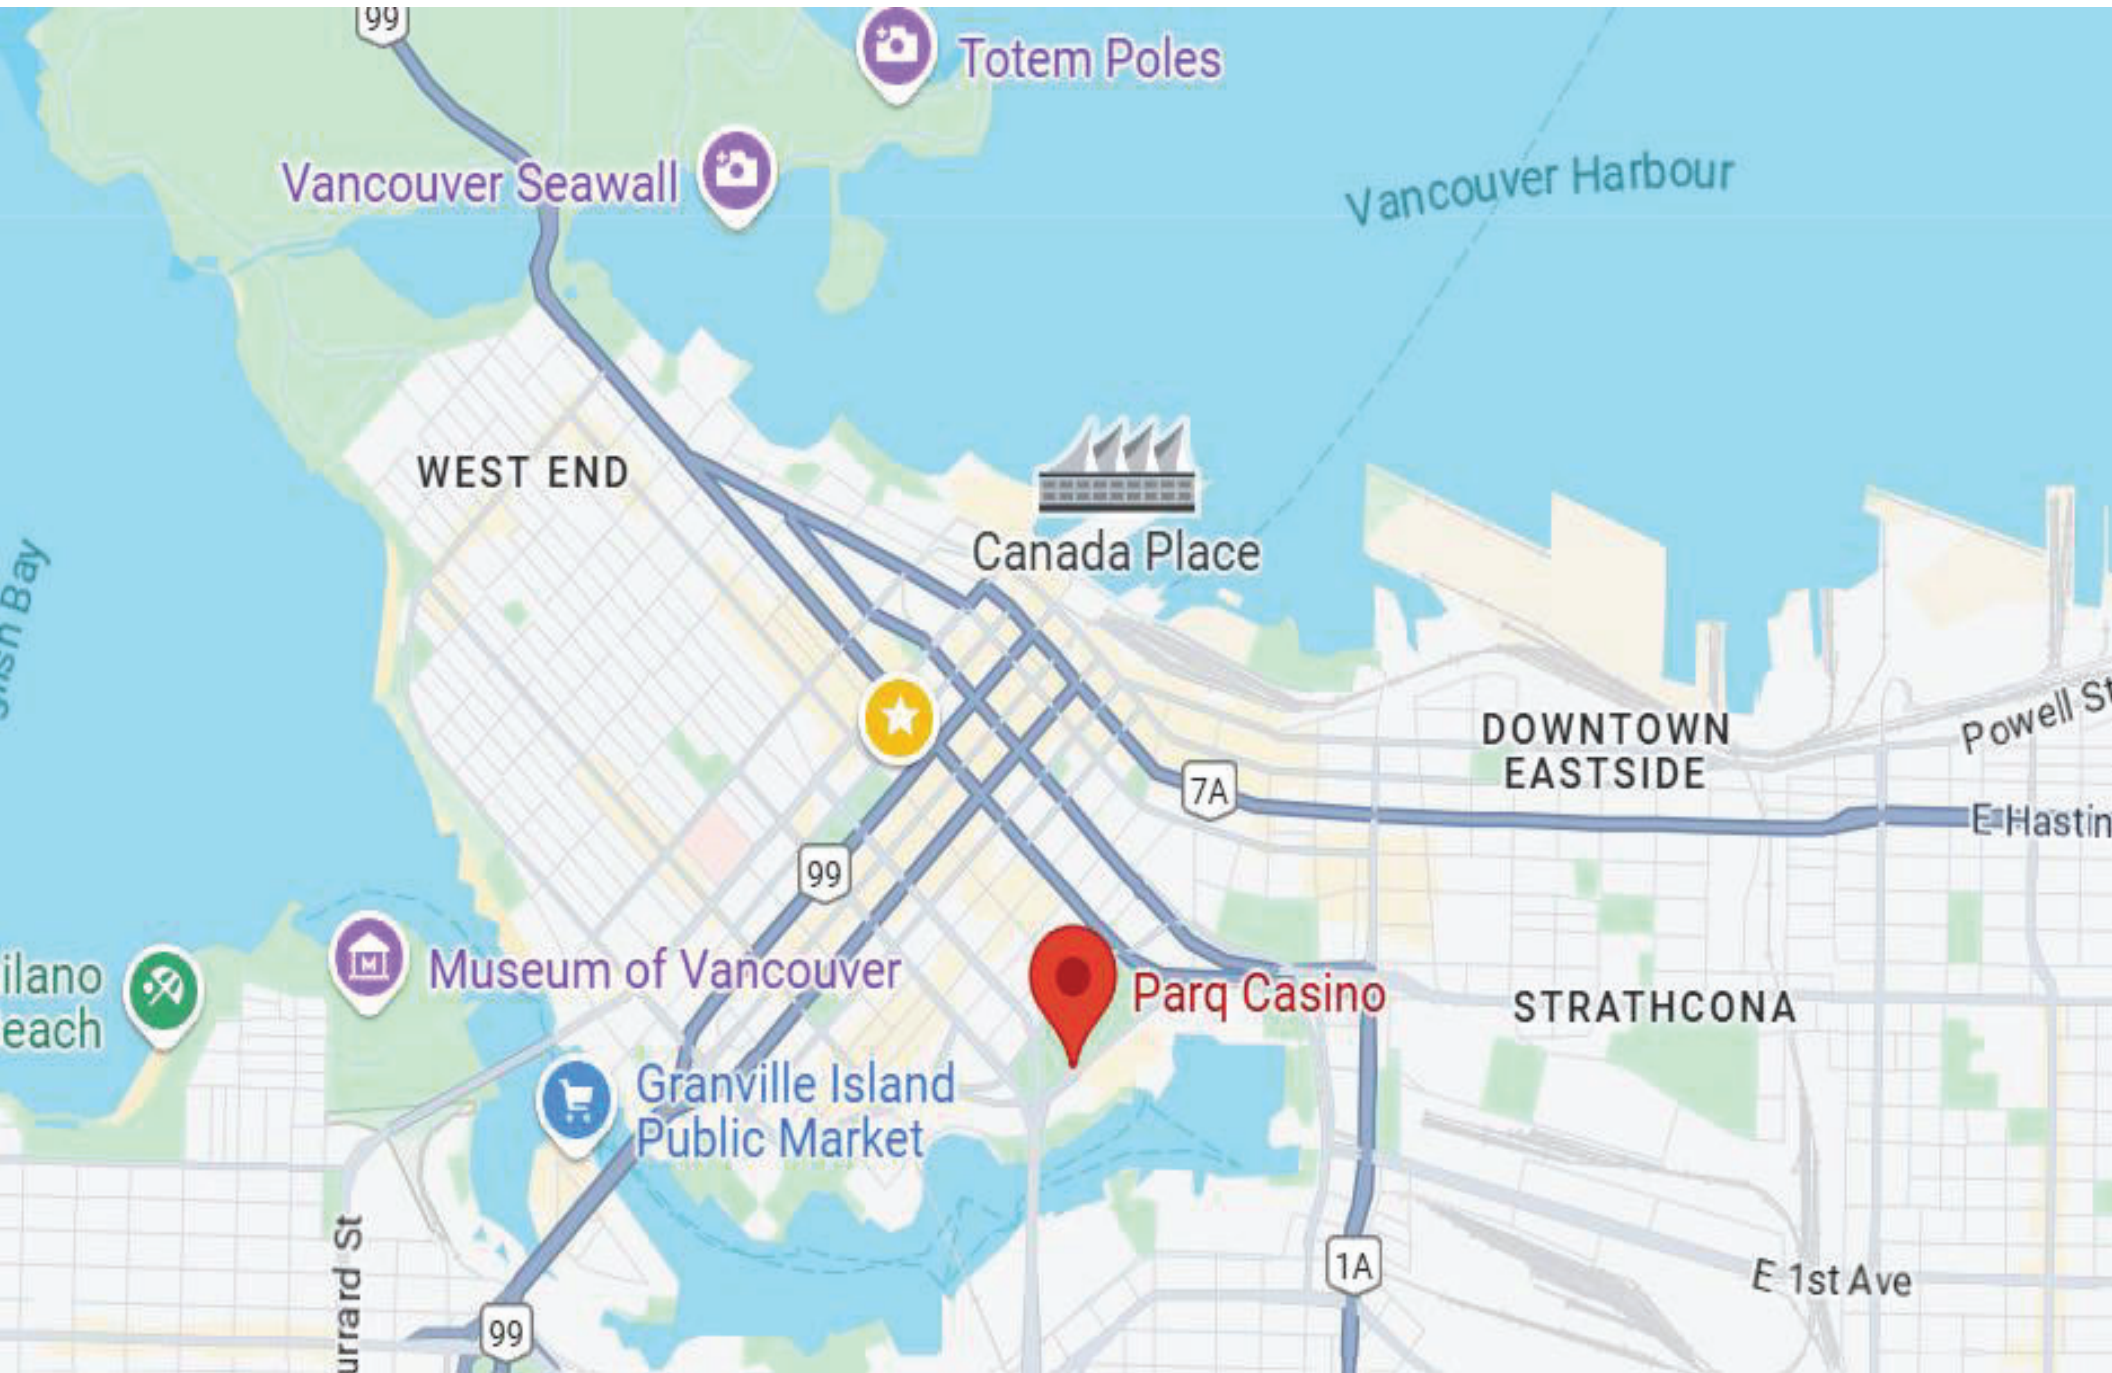 99
Totem Poles
Vancouver Seawall
Vancouver Harbour
WEST END
Canada Place
Bay
DOWNTOWN
EASTSIDE
Powell St
7A
E Hastin
99
ilano
each
Museum of Vancouver
Parq Casino
STRATHCONA
Granville Island
Public Market
urrard St
1A
E 1st Ave
99